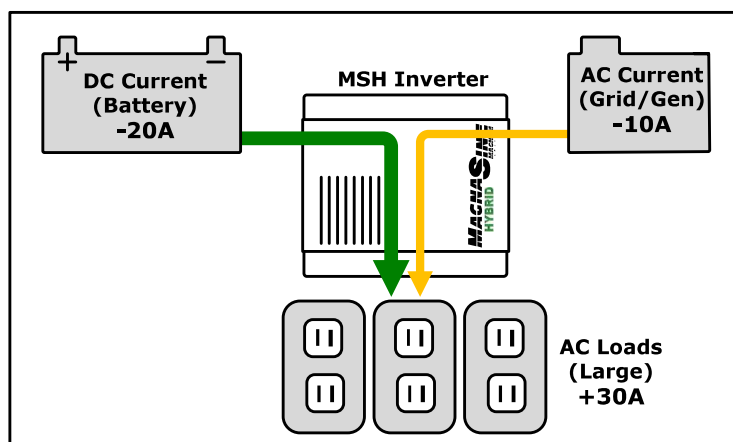 +
–
DC Current
(Battery)
-20A
MSH Inverter
AC Current
(Grid/Gen)
-10A
MAGNASINE
HYBRID
AC Loads
(Large)
+30A